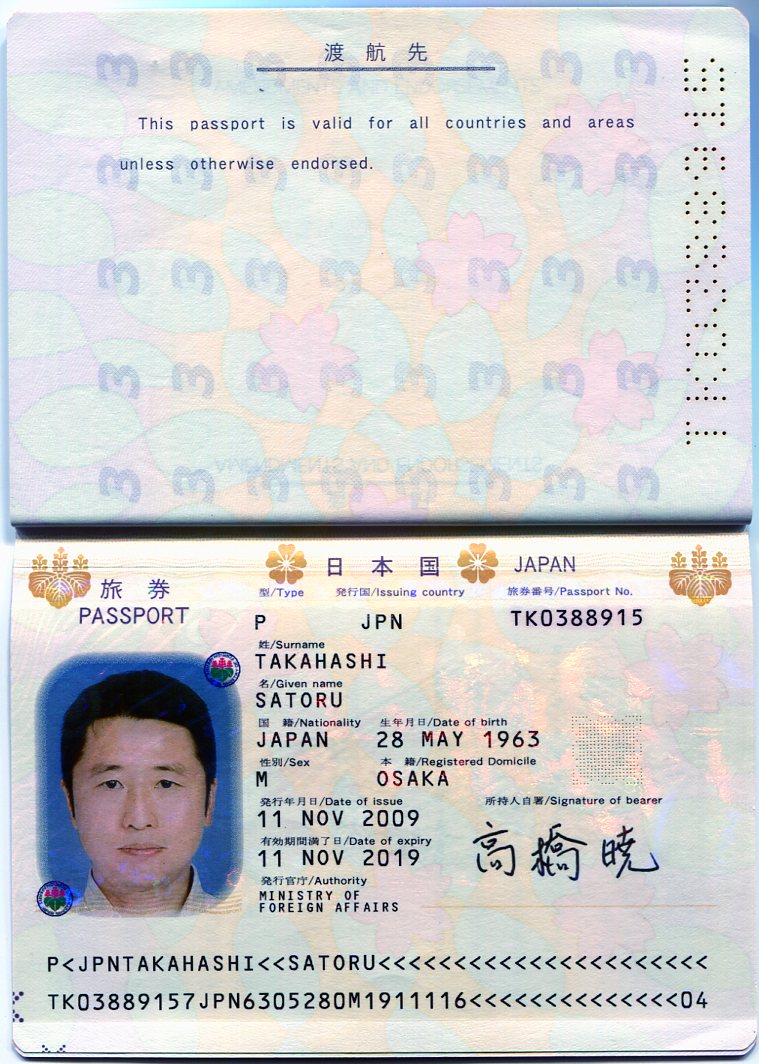 渡航先
This passport is valid for all countries and areas
unless otherwise endorsed.
TK0388915
旅券
PASSPORT
日本国 JAPAN
型/Type 発行国/Issuing country 旅券番号/Passport No.
P JPN TK0388915
姓/Surname
TAKAHASHI
名/Given name
SATORU
国籍/Nationality 生年月日/Date of birth
JAPAN 28 MAY 1963
性別/Sex 本籍/Registered Domicile
M OSAKA
発行年月日/Date of issue 所持人自署/Signature of bearer
11 NOV 2009
有効期間満了日/Date of expiry
11 NOV 2019
高橋 暁
発行官庁/Authority
MINISTRY OF
FOREIGN AFFAIRS
P<JPNTAKAHASHI<<SATORU<<<<<<<<<<<<<<<<<<<<<<
TK03889157JPN6305280M1911116<<<<<<<<<<<<<<04